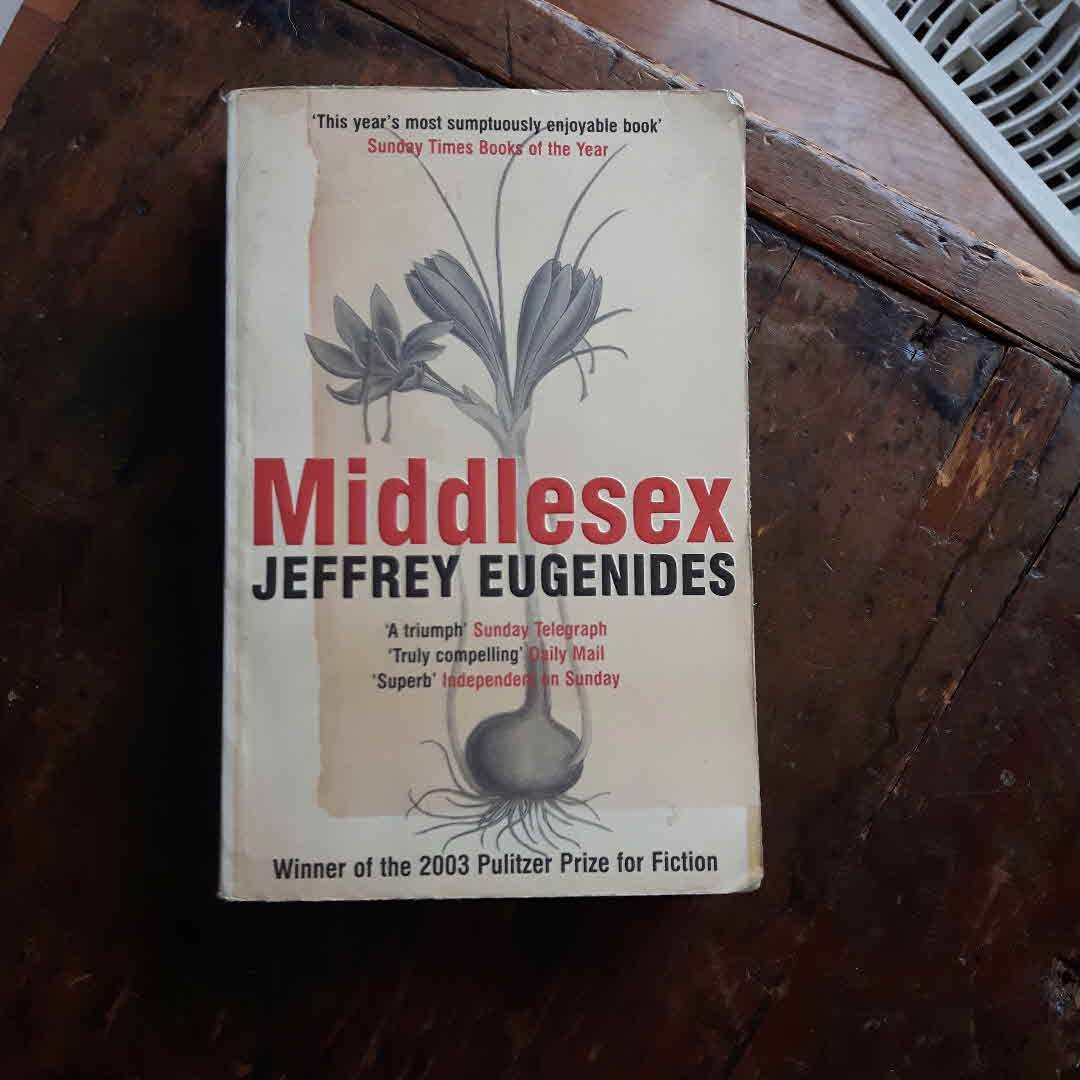 ‘This year’s most sumptuously enjoyable book’
Sunday Times Books of the Year
Middlesex
JEFFREY EUGENIDES
‘A triumph’ Sunday Telegraph
‘Truly compelling’ Daily Mail
‘Superb’ Independent on Sunday
Winner of the 2003 Pulitzer Prize for Fiction